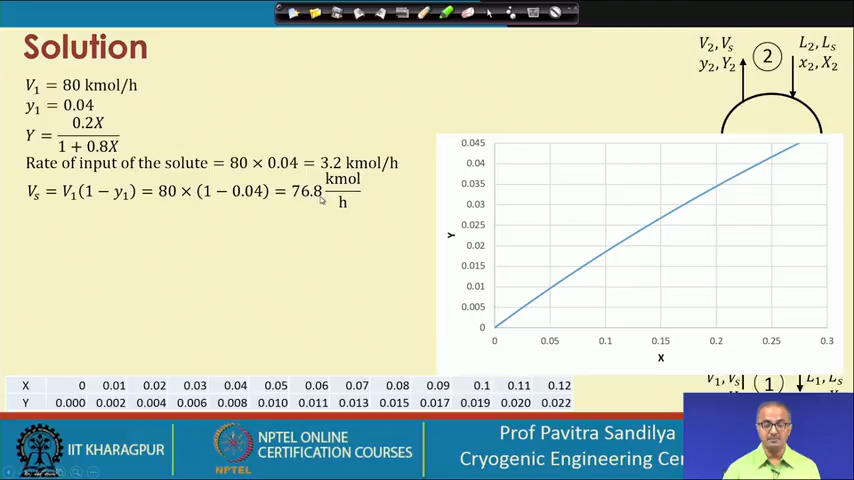 Solution
V₁ = 80 kmol/h
y₁ = 0.04
Y = 0.2X / 1 + 0.8X
Rate of input of the solute = 80 × 0.04 = 3.2 kmol/h
Vₛ = V₁(1 − y₁) = 80 × (1 − 0.04) = 76.8 kmol/h
V₂, Vₛ
y₂, Y₂
2
L₂, Lₛ
x₂, X₂
0.045
0.04
0.035
0.03
0.025
0.02
0.015
0.01
0.005
0
Y
0 0.05 0.1 0.15 0.2 0.25 0.3
X
V₁, Vₛ (1) L₁, Lₛ
X 0 0.01 0.02 0.03 0.04 0.05 0.06 0.07 0.08 0.09 0.1 0.11 0.12
Y 0.000 0.002 0.004 0.006 0.008 0.010 0.011 0.013 0.015 0.017 0.019 0.020 0.022
IIT KHARAGPUR
NPTEL
NPTEL ONLINE
CERTIFICATION COURSES
Prof Pavitra Sandilya
Cryogenic Engineering Cen